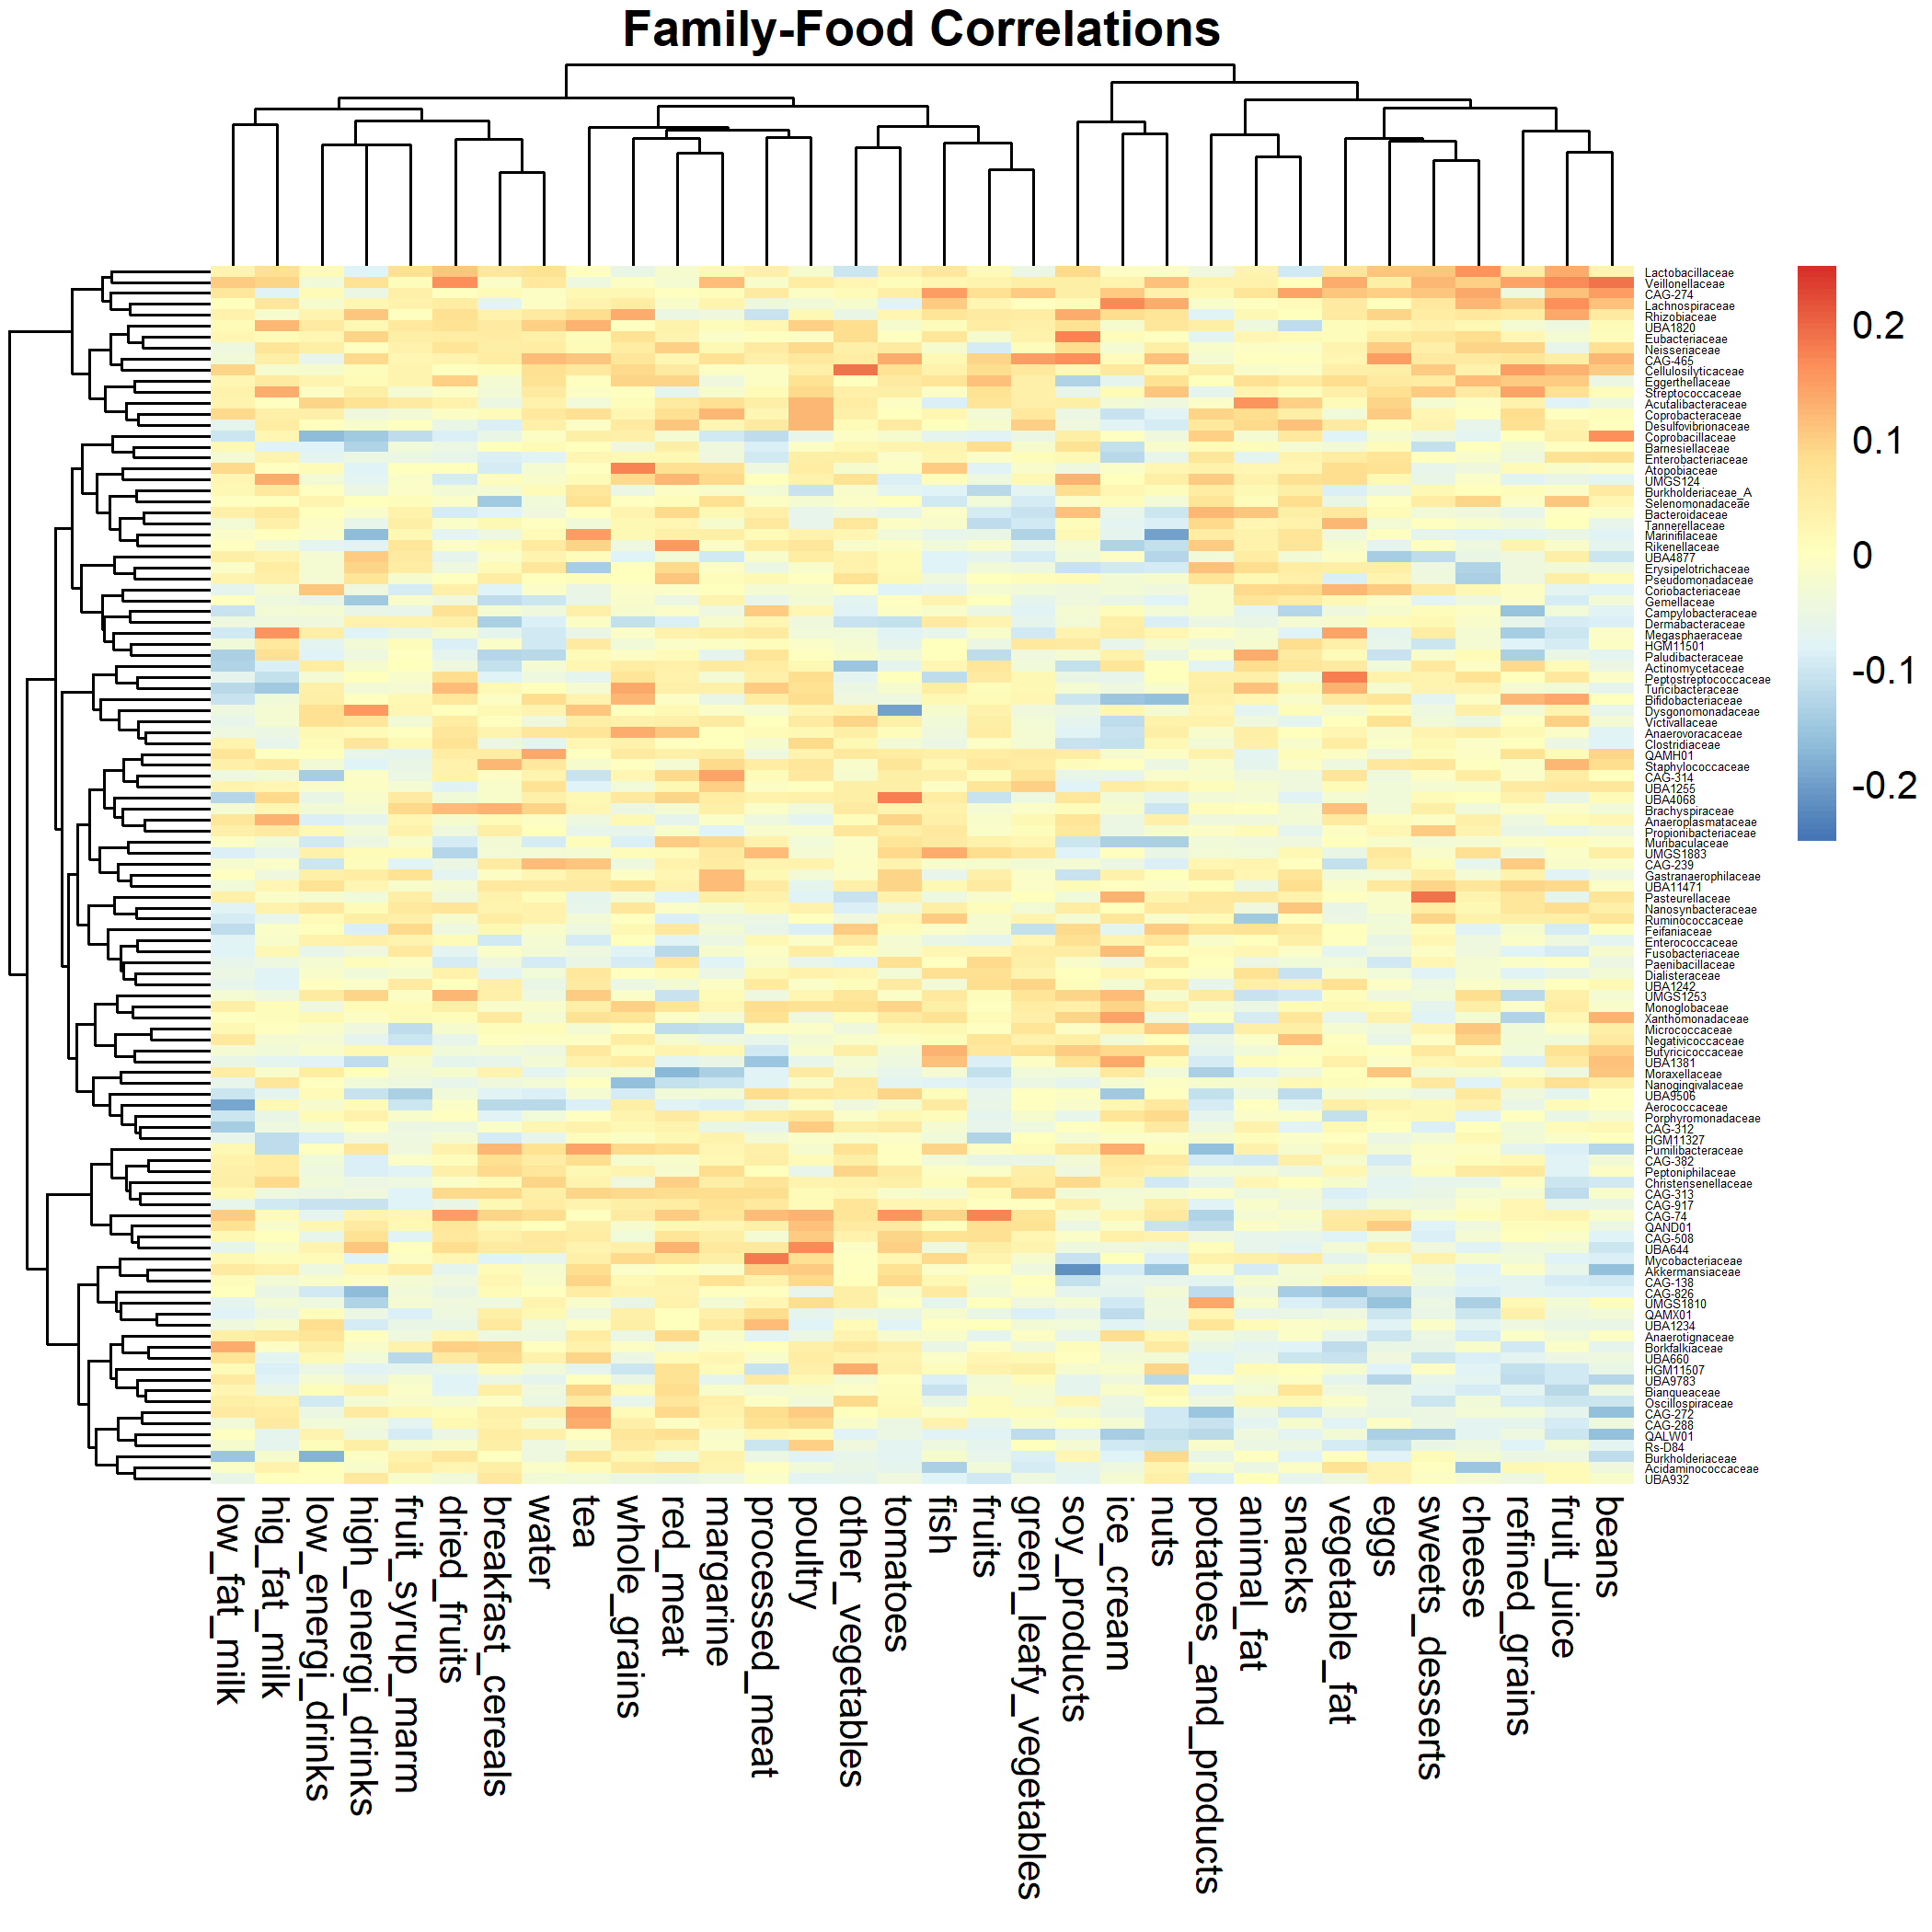 Family-Food Correlations
Lactobacillaceae
Veillonellaceae
CAG-274
Lachnospiraceae
Rhizobiaceae
UBA1820
Eubacteriaceae
Neisseriaceae
CAG-465
Cellulosilyticaceae
Eggerthellaceae
Streptococcaceae
Acutalibacteraceae
Coprobacteraceae
Desulfovibrionaceae
Coprobacillaceae
Barnesiellaceae
Enterobacteriaceae
Atopobiaceae
UMGS124
Burkholderiaceae_A
Selenomonadaceae
Bacteroidaceae
Tannerellaceae
Marinifilaceae
Rikenellaceae
UBA4877
Erysipelotrichaceae
Pseudomonadaceae
Coriobacteriaceae
Gemellaceae
Campylobacteraceae
Dermabacteraceae
Megasphaeraceae
HGM11501
Paludibacteraceae
Actinomycetaceae
Peptostreptococcaceae
Turicibacteraceae
Bifidobacteriaceae
Dysgonomonadaceae
Victivallaceae
Anaerovoracaceae
Clostridiaceae
QAMH01
Staphylococcaceae
CAG-314
UBA1255
UBA4068
Brachyspiraceae
Anaeroplasmataceae
Propionibacteriaceae
Muribaculaceae
UMGS1883
CAG-239
Gastranaerophilaceae
UBA11471
Pasteurellaceae
Nanosynbacteraceae
Ruminococcaceae
Feifaniaceae
Enterococcaceae
Fusobacteriaceae
Paenibacillaceae
Dialisteraceae
UBA1242
UMGS1253
Monoglobaceae
Xanthomonadaceae
Micrococcaceae
Negativicoccaceae
Butyricicoccaceae
UBA1381
Moraxellaceae
Nanogingivalaceae
UBA9506
Aerococcaceae
Porphyromonadaceae
CAG-312
HGM11327
Pumilibacteraceae
CAG-382
Peptoniphilaceae
Christensenellaceae
CAG-313
CAG-917
CAG-74
QAND01
CAG-508
UBA644
Mycobacteriaceae
Akkermansiaceae
CAG-138
CAG-826
UMGS1810
QAMX01
UBA1234
Anaerotignaceae
Borkfalkiaceae
UBA660
HGM11507
UBA9783
Bianqueaceae
Oscillospiraceae
CAG-272
CAG-288
QALW01
Rs-D84
Burkholderiaceae
Acidaminococcaceae
UBA932
0.2
0.1
0
-0.1
-0.2
low_fat_milk
hig_fat_milk
low_energi_drinks
high_energi_drinks
fruit_syrup_marm
dried_fruits
breakfast_cereals
water
tea
whole_grains
red_meat
margarine
processed_meat
poultry
other_vegetables
tomatoes
fish
fruits
green_leafy_vegetables
soy_products
ice_cream
nuts
potatoes_and_products
animal_fat
snacks
vegetable_fat
eggs
sweets_desserts
cheese
refined_grains
fruit_juice
beans